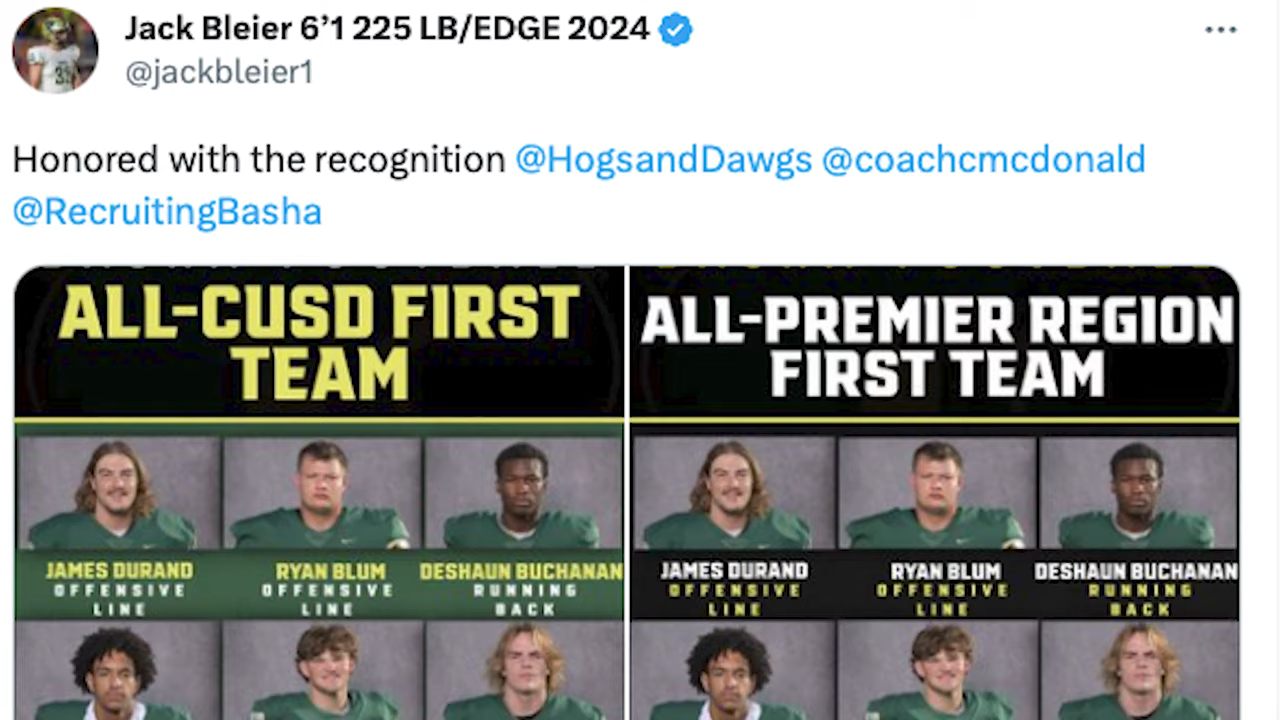 Jack Bleier 6’1 225 LB/EDGE 2024
@jackbleier1
Honored with the recognition @HogsandDawgs @coachcmcdonald
@RecruitingBasha
ALL-CUSD FIRST
TEAM
JAMES DURAND
OFFENSIVE
LINE
RYAN BLUM
OFFENSIVE
LINE
DESHAUN BUCHANAN
RUNNING
BACK
ALL-PREMIER REGION
FIRST TEAM
JAMES DURAND
OFFENSIVE
LINE
RYAN BLUM
OFFENSIVE
LINE
DESHAUN BUCHANAN
RUNNING
BACK